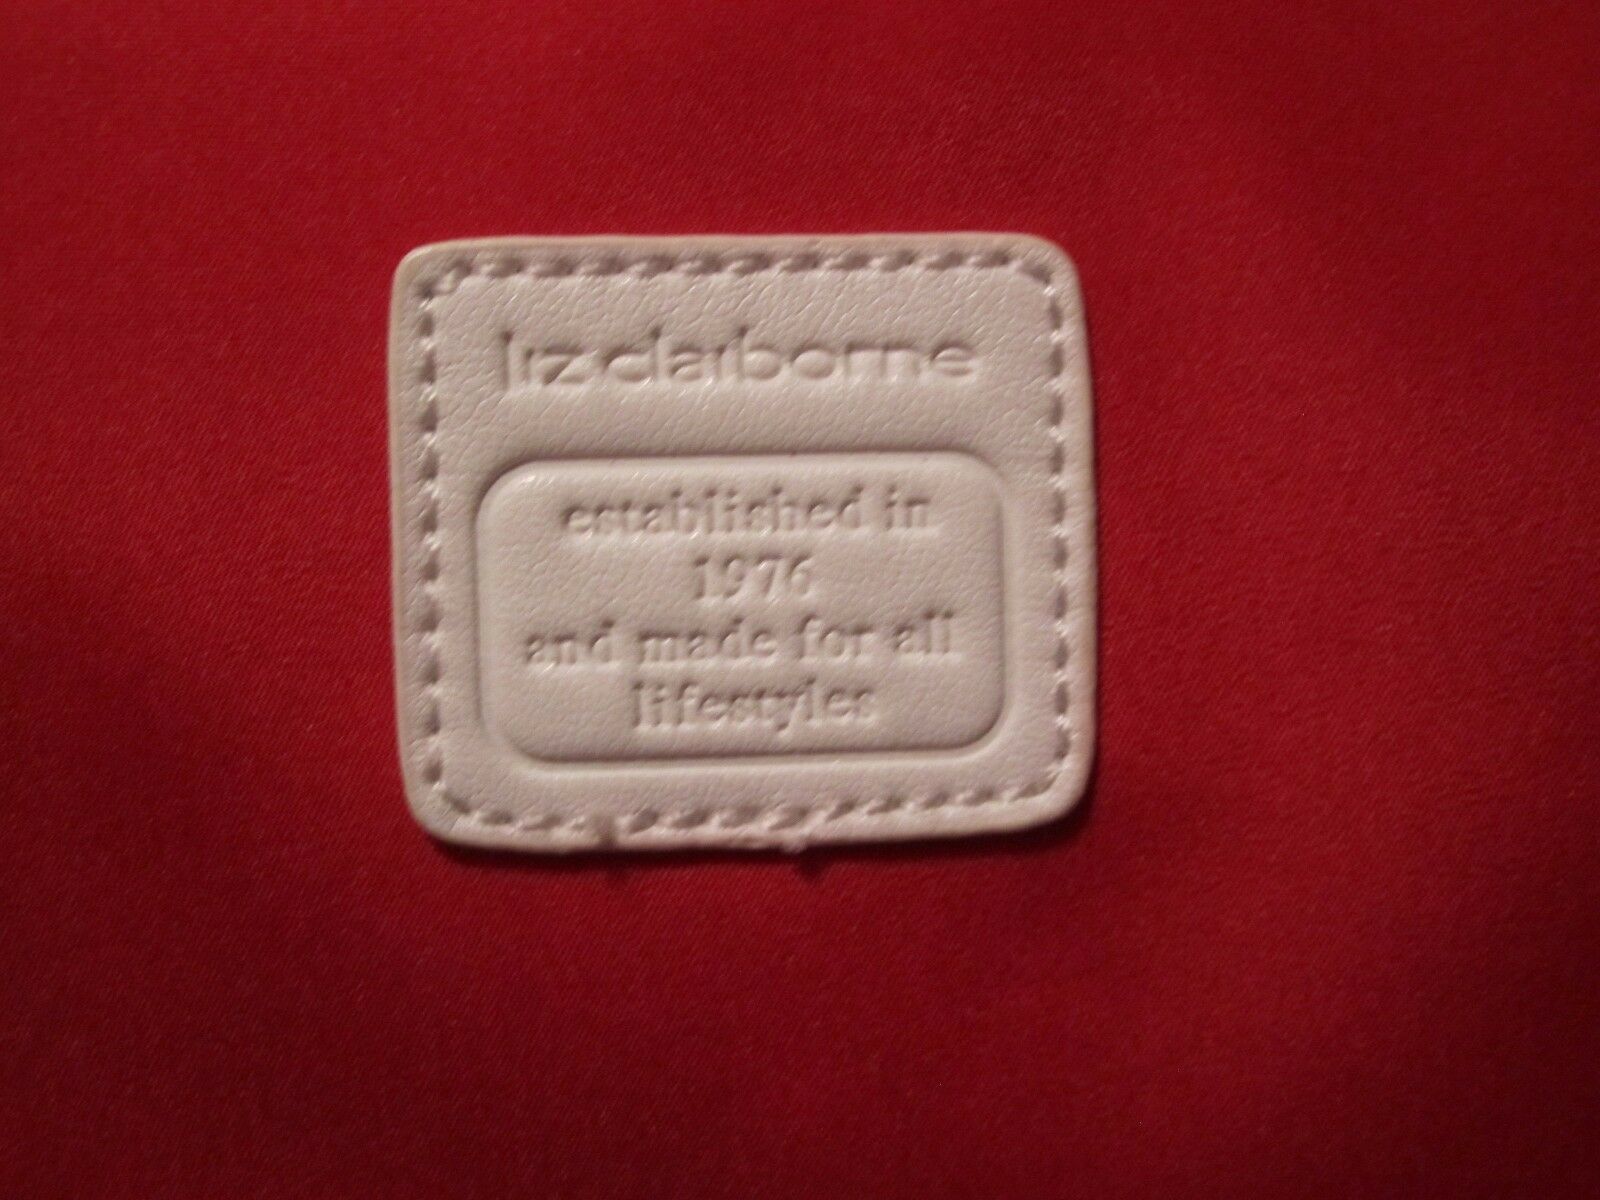 liz claiborne
established in
1976
and made for all
lifestyles